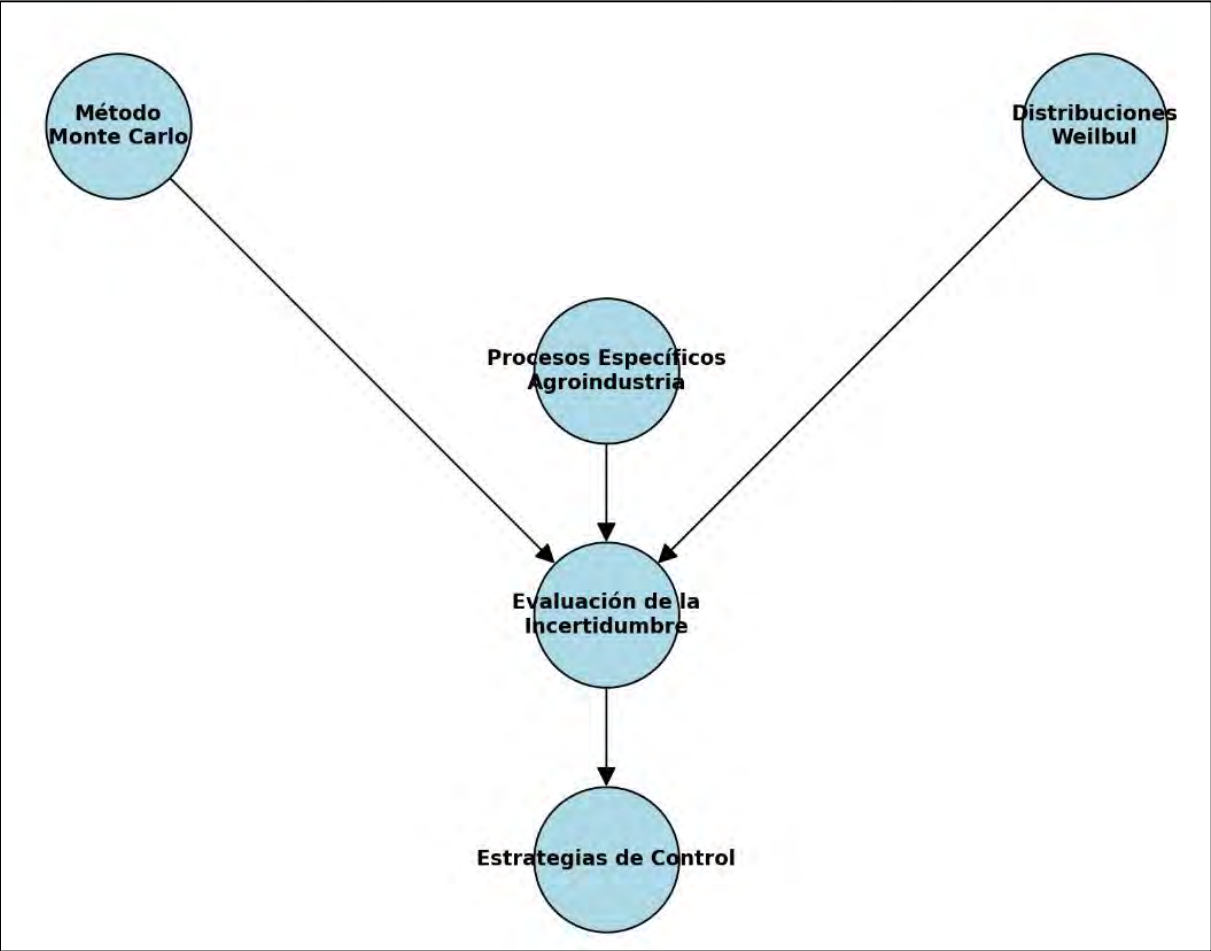 Método
Monte Carlo
Distribuciones
Weilbul
Procesos Específicos
Agroindustria
Evaluación de la
Incertidumbre
Estrategias de Control